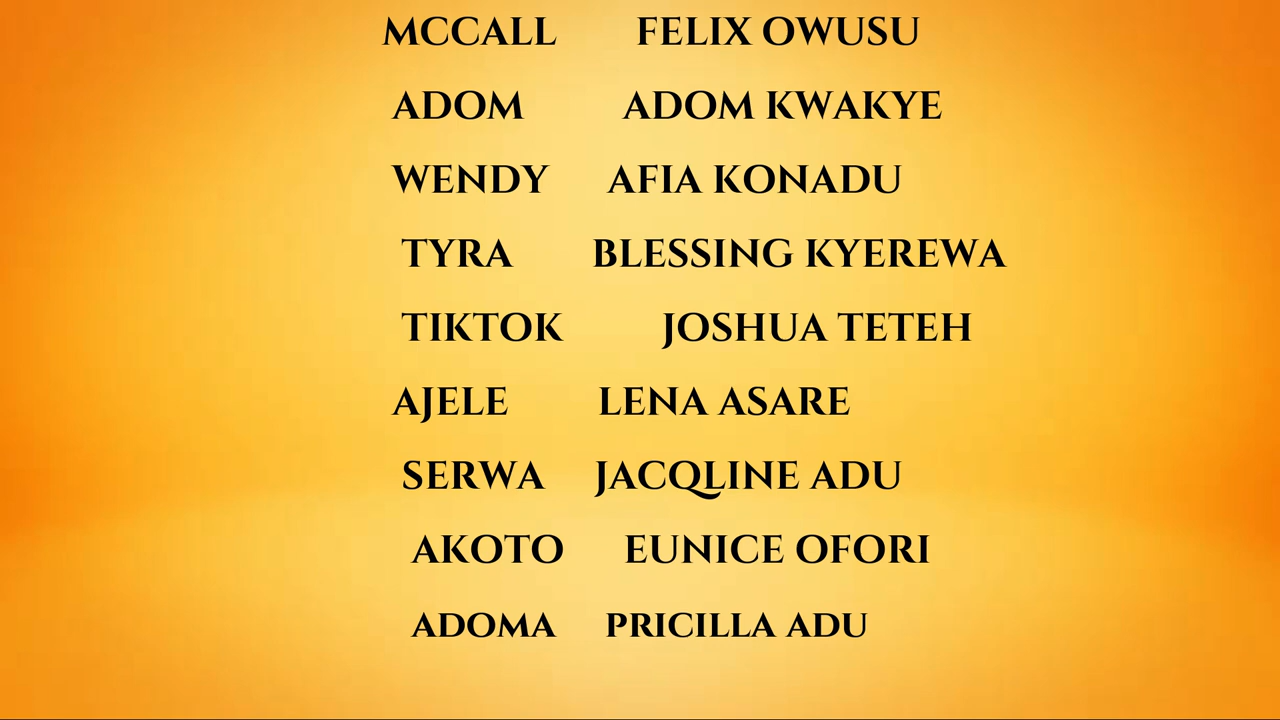 MCCALL FELIX OWUSU
ADOM ADOM KWAKYE
WENDY AFIA KONADU
TYRA BLESSING KYEREWA
TIKTOK JOSHUA TETEH
AJELE LENA ASARE
SERWA JACQLINE ADU
AKOTO EUNICE OFORI
ADOMA PRICILLA ADU